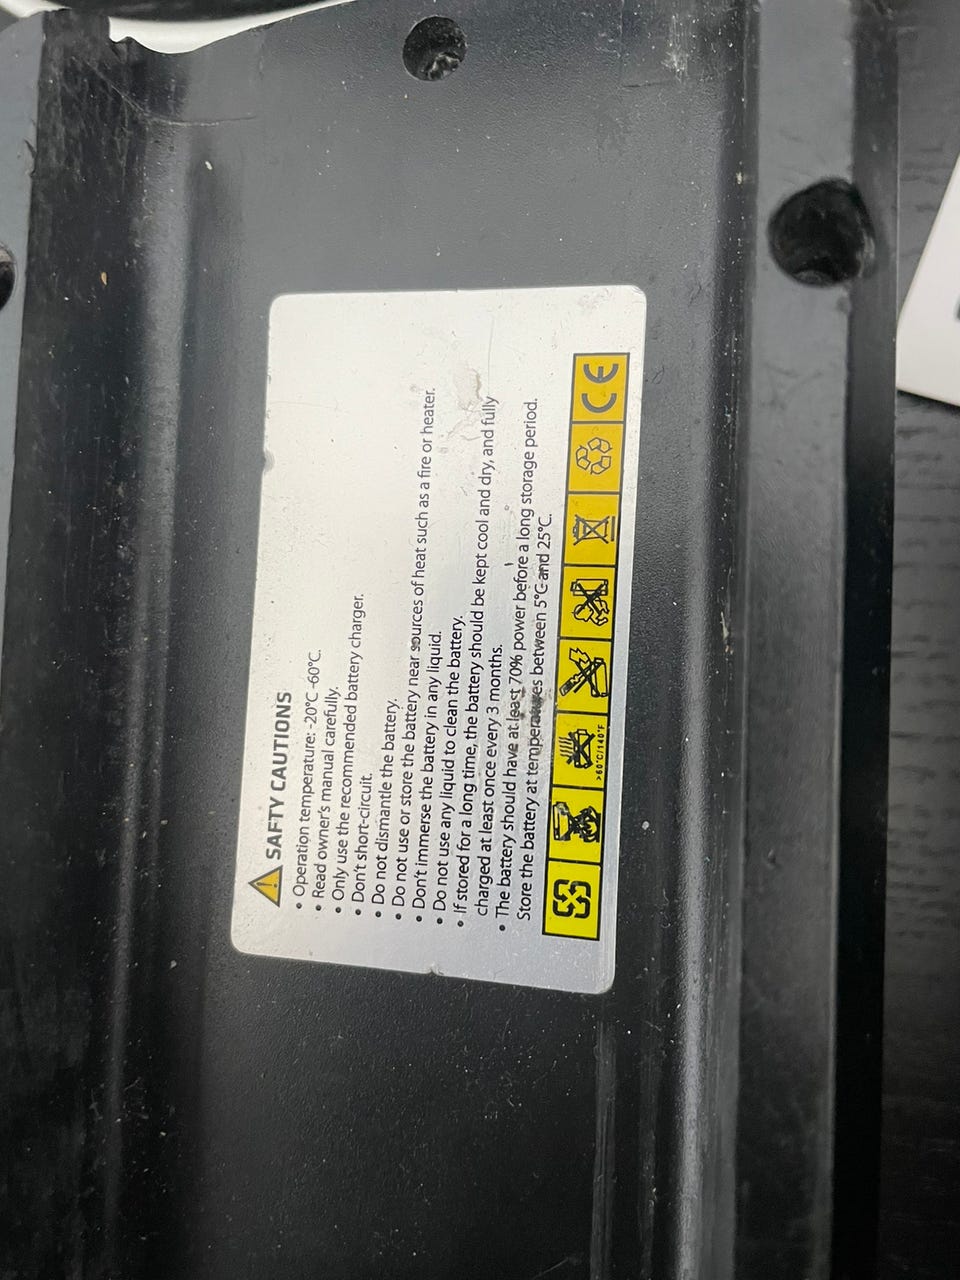 SAFTY CAUTIONS
• Operation temperature: -20°C -60°C.
• Read owner's manual carefully.
• Only use the recommended battery charger.
• Don't short-circuit.
• Do not dismantle the battery.
• Do not use or store the battery near sources of heat such as a fire or heater.
• Don't immerse the battery in any liquid.
• Do not use any liquid to clean the battery.
• If stored for a long time, the battery should be kept cool and dry, and fully
charged at least once every 3 months.
• The battery should have at least 70% power before a long storage period.
Store the battery at temperatures between 5°C and 25°C.
>60°C/140°F
CE